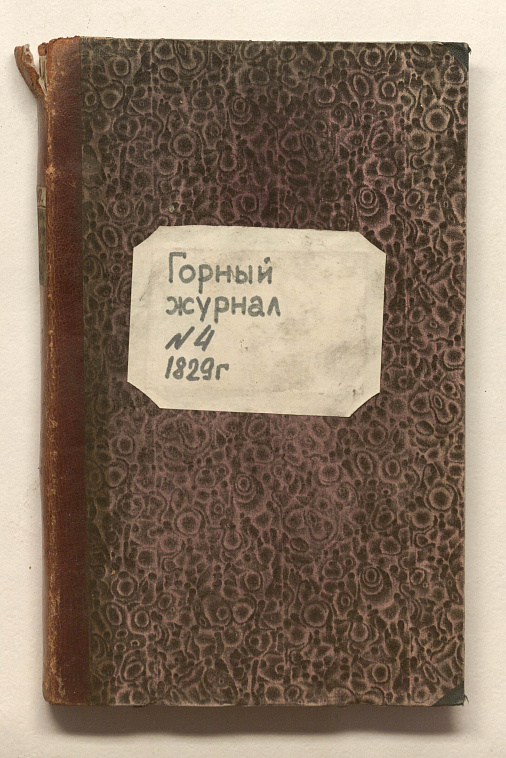 Горный
журнал
N4
1829г